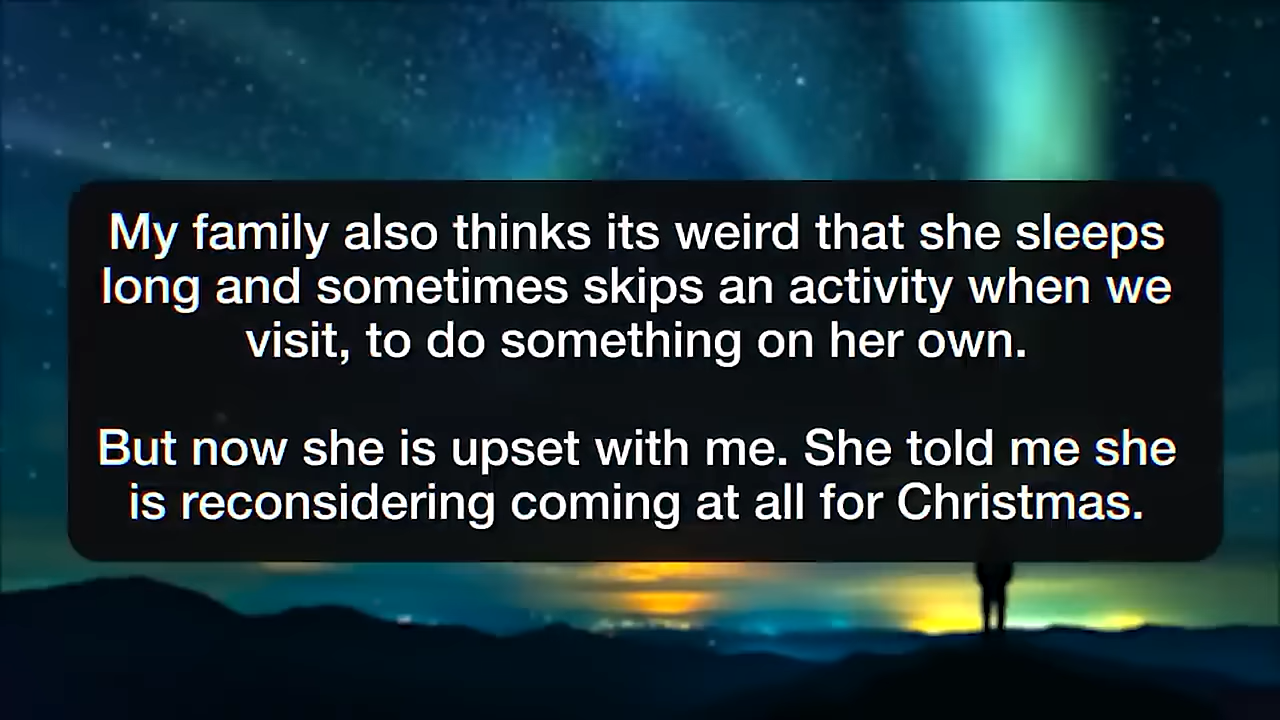 My family also thinks its weird that she sleeps
long and sometimes skips an activity when we
visit, to do something on her own.
But now she is upset with me. She told me she
is reconsidering coming at all for Christmas.